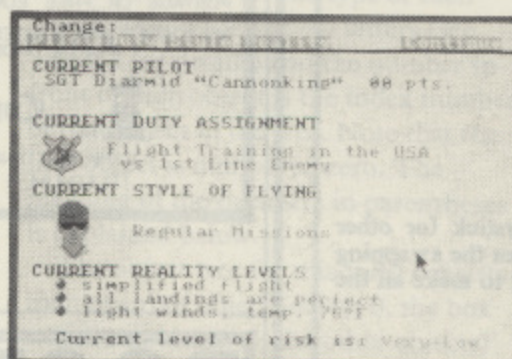 Change:
CURRENT PILOT
SGT Diarmid "Cannonking" 00 pts.
CURRENT DUTY ASSIGNMENT
Flight Training in the USA
vs 1st Line Enemy
CURRENT STYLE OF FLYING
Regular Missions
CURRENT REALITY LEVELS
simplified flight
all landings are perfect
light winds, temp. 70°F
Current level of risk is: Very-Low